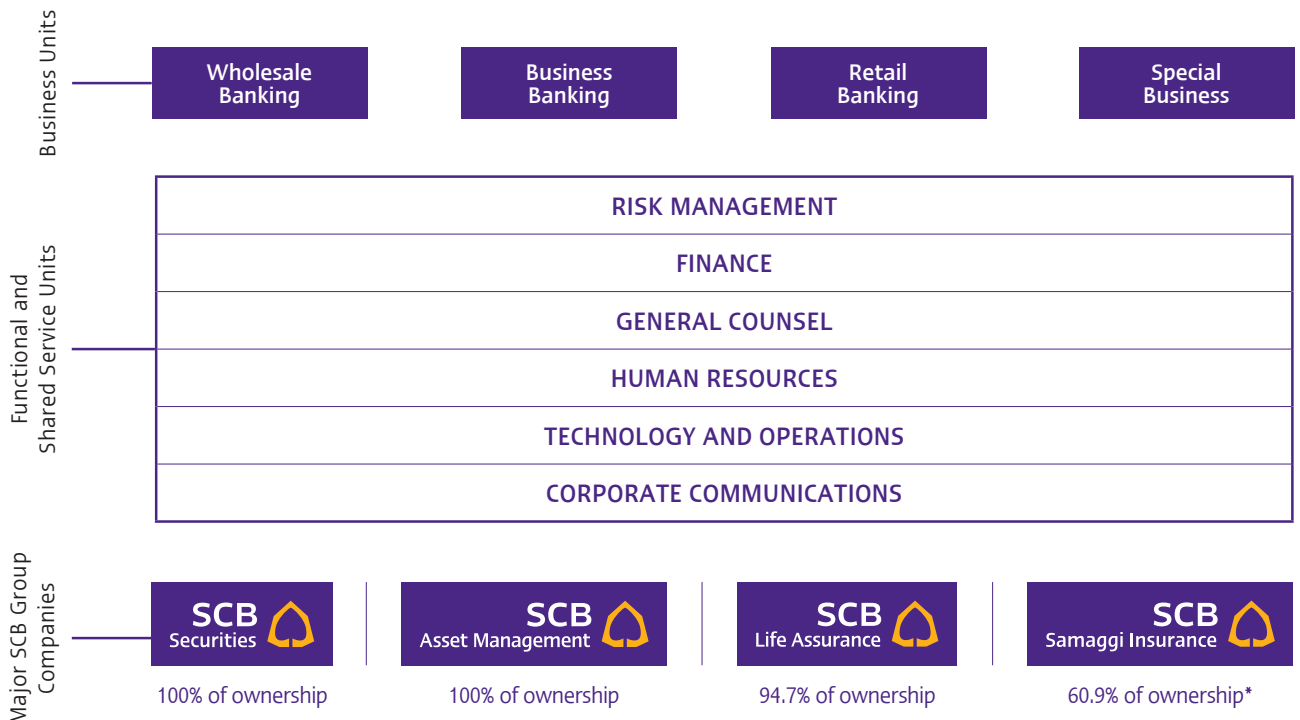 Business Units
Wholesale
Banking
Business
Banking
Retail
Banking
Special
Business
Functional and
Shared Service Units
RISK MANAGEMENT
FINANCE
GENERAL COUNSEL
HUMAN RESOURCES
TECHNOLOGY AND OPERATIONS
CORPORATE COMMUNICATIONS
Major SCB Group
Companies
SCB
Securities
100% of ownership
SCB
Asset Management
100% of ownership
SCB
Life Assurance
94.7% of ownership
SCB
Samaggi Insurance
60.9% of ownership*